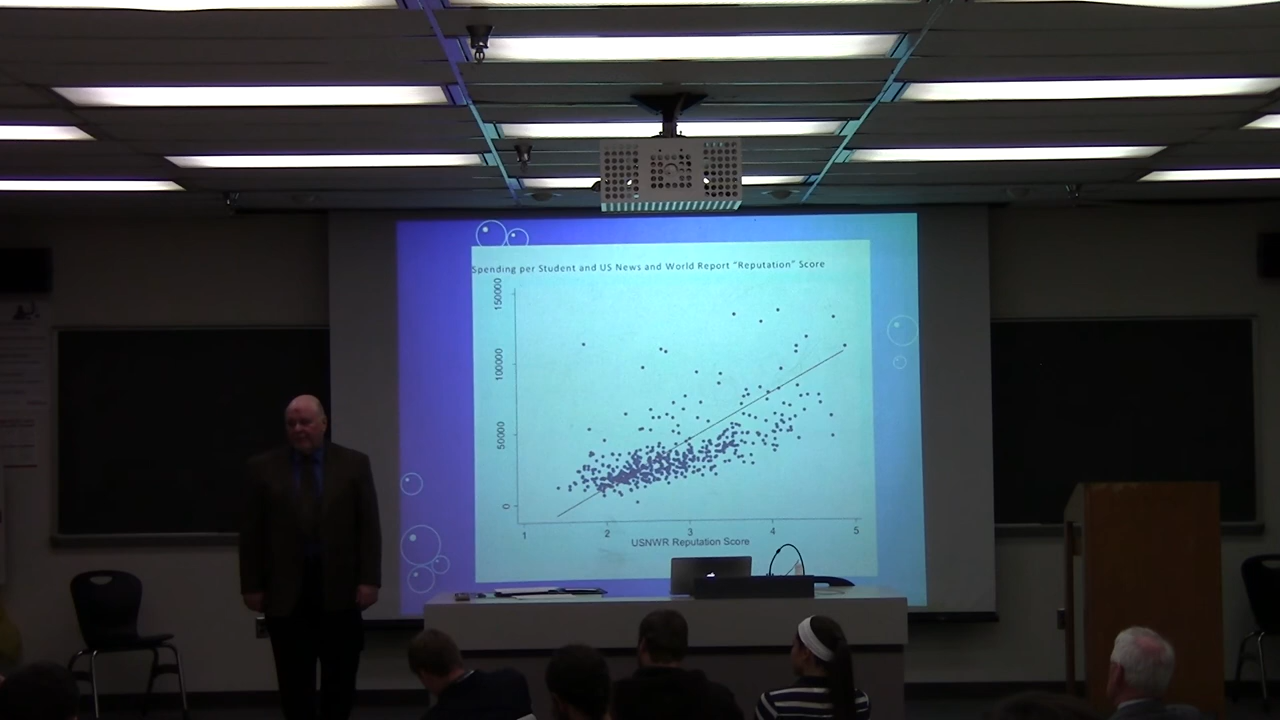 Spending per Student and US News and World Report “Reputation” Score
150000
100000
50000
0
1 2 3 4 5
USNWR Reputation Score